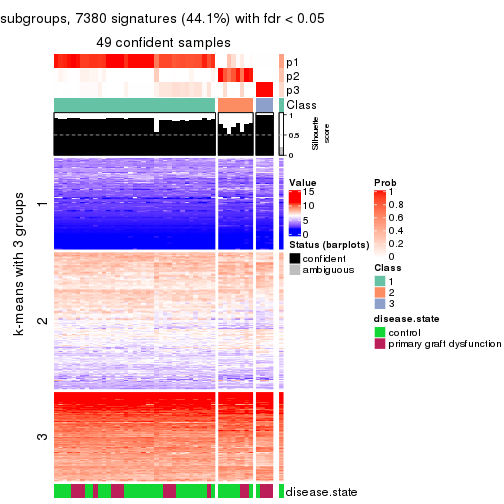 subgroups, 7380 signatures (44.1%) with fdr < 0.05
49 confident samples
p1
p2
p3
Class
1
0.5
0
Silhouette
score
k-means with 3 groups
1
2
3
Value
15
10
5
0
Status (barplots)
confident
ambiguous
Prob
1
0.8
0.6
0.4
0.2
0
Class
1
2
3
disease.state
control
primary graft dysfunction
disease.state